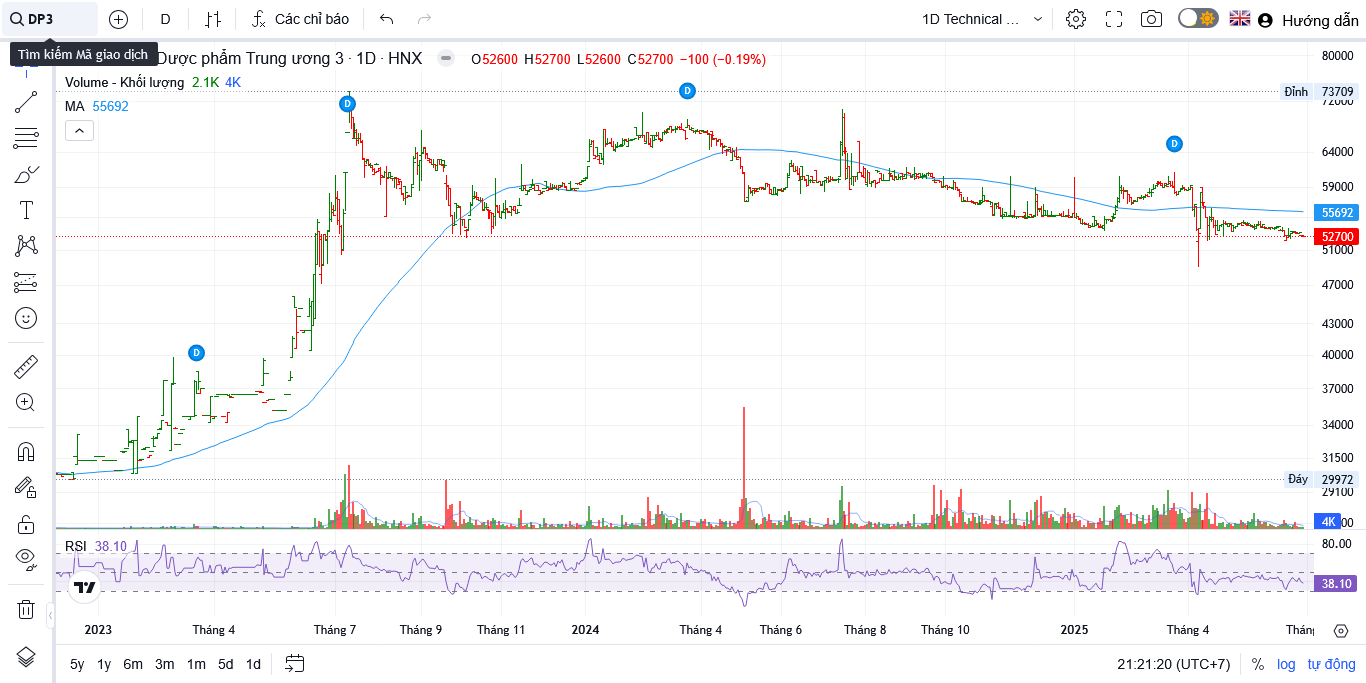 DP3
D
Các chỉ báo
1D Technical ...
Hướng dẫn
Tìm kiếm Mã giao dịch
Dược phẩm Trung ương 3 · 1D · HNX
O52600 H52700 L52600 C52700 −100 (−0.19%)
Volume - Khối lượng 2.1K 4K
MA 55692
D
D
D
D
80000
Đỉnh 73709
72000
64000
59000
55692
52700
51000
47000
43000
40000
37000
34000
31500
Đáy 29972
29100
4K
RSI 38.10
80.00
38.10
2023
Tháng 4
Tháng 7
Tháng 9
Tháng 11
2024
Tháng 4
Tháng 6
Tháng 8
Tháng 10
2025
Tháng 4
5y 1y 6m 3m 1m 5d 1d
21:21:20 (UTC+7)
% log tự động